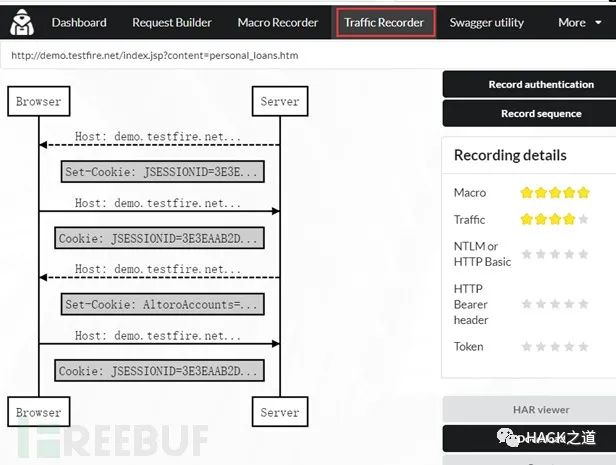 Dashboard Request Builder Macro Recorder Traffic Recorder Swagger utility More
http://demo.testfire.net/index.jsp?content=personal_loans.htm
Browser Server
Host: demo.testfire.net...
Set-Cookie: JSESSIONID=3E3E...
Host: demo.testfire.net...
Cookie: JSESSIONID=3E3EAAB2D...
Host: demo.testfire.net...
Set-Cookie: AltoroAccounts=...
Host: demo.testfire.net...
Cookie: JSESSIONID=3E3EAAB2D...
Browser Server
Record authentication
Record sequence
Recording details
Macro
Traffic
NTLM or
HTTP Basic
HTTP
Bearer
header
Token
HAR viewer
HACK之道
FREEBUF